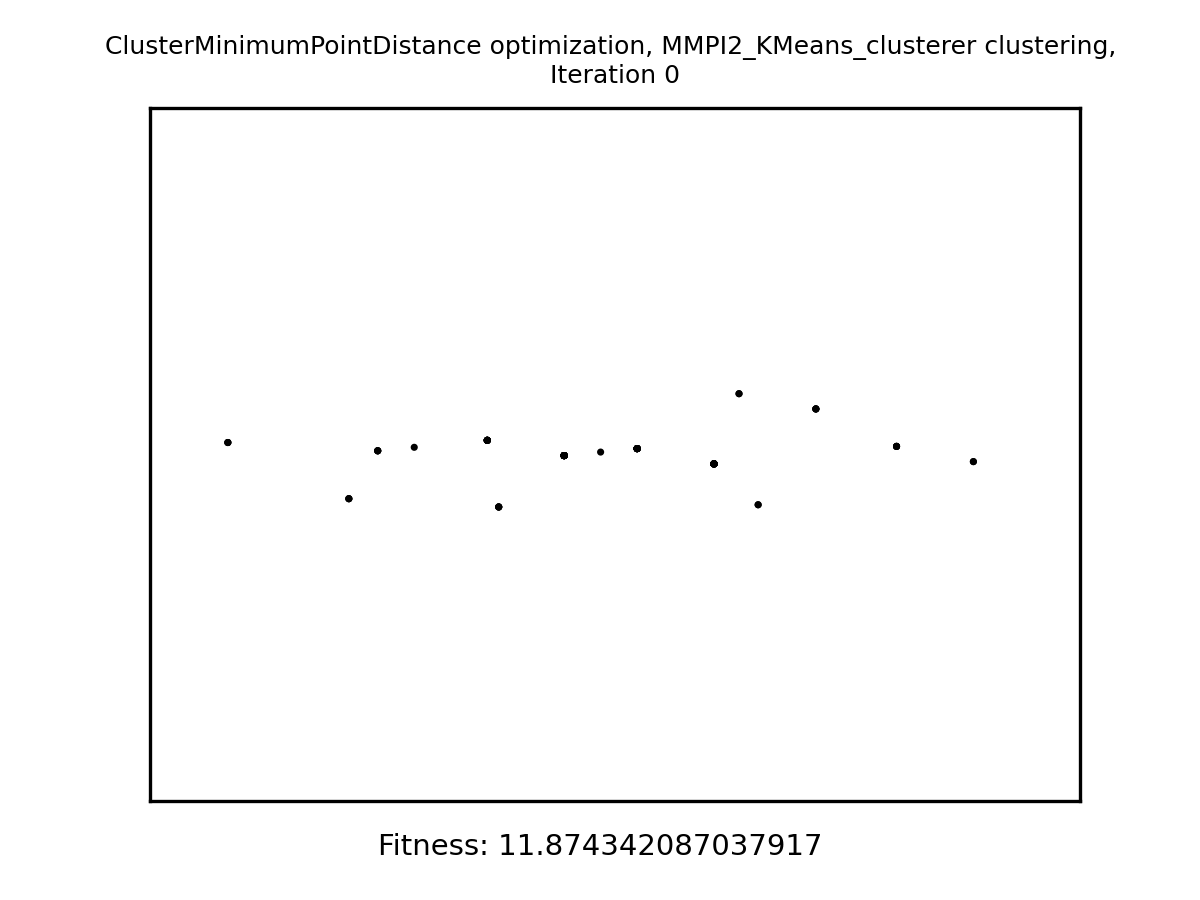 ClusterMinimumPointDistance optimization, MMPI2_KMeans_clusterer clustering,
Iteration 0
Fitness: 11.874342087037917